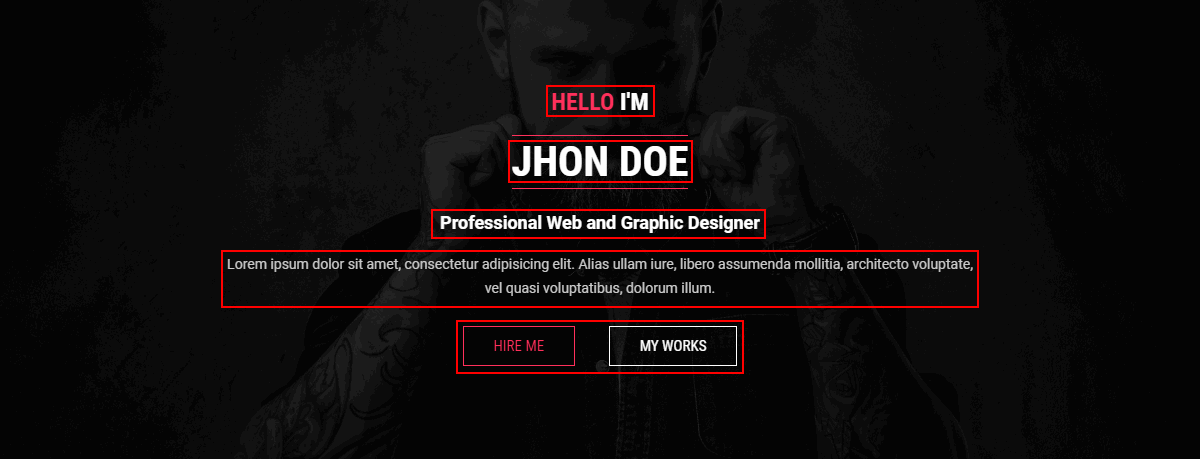 HELLO I'M
JHON DOE
Professional Web and Graphic Designer
Lorem ipsum dolor sit amet, consectetur adipisicing elit. Alias ullam iure, libero assumenda mollitia, architecto voluptate,
vel quasi voluptatibus, dolorum illum.
HIRE ME MY WORKS